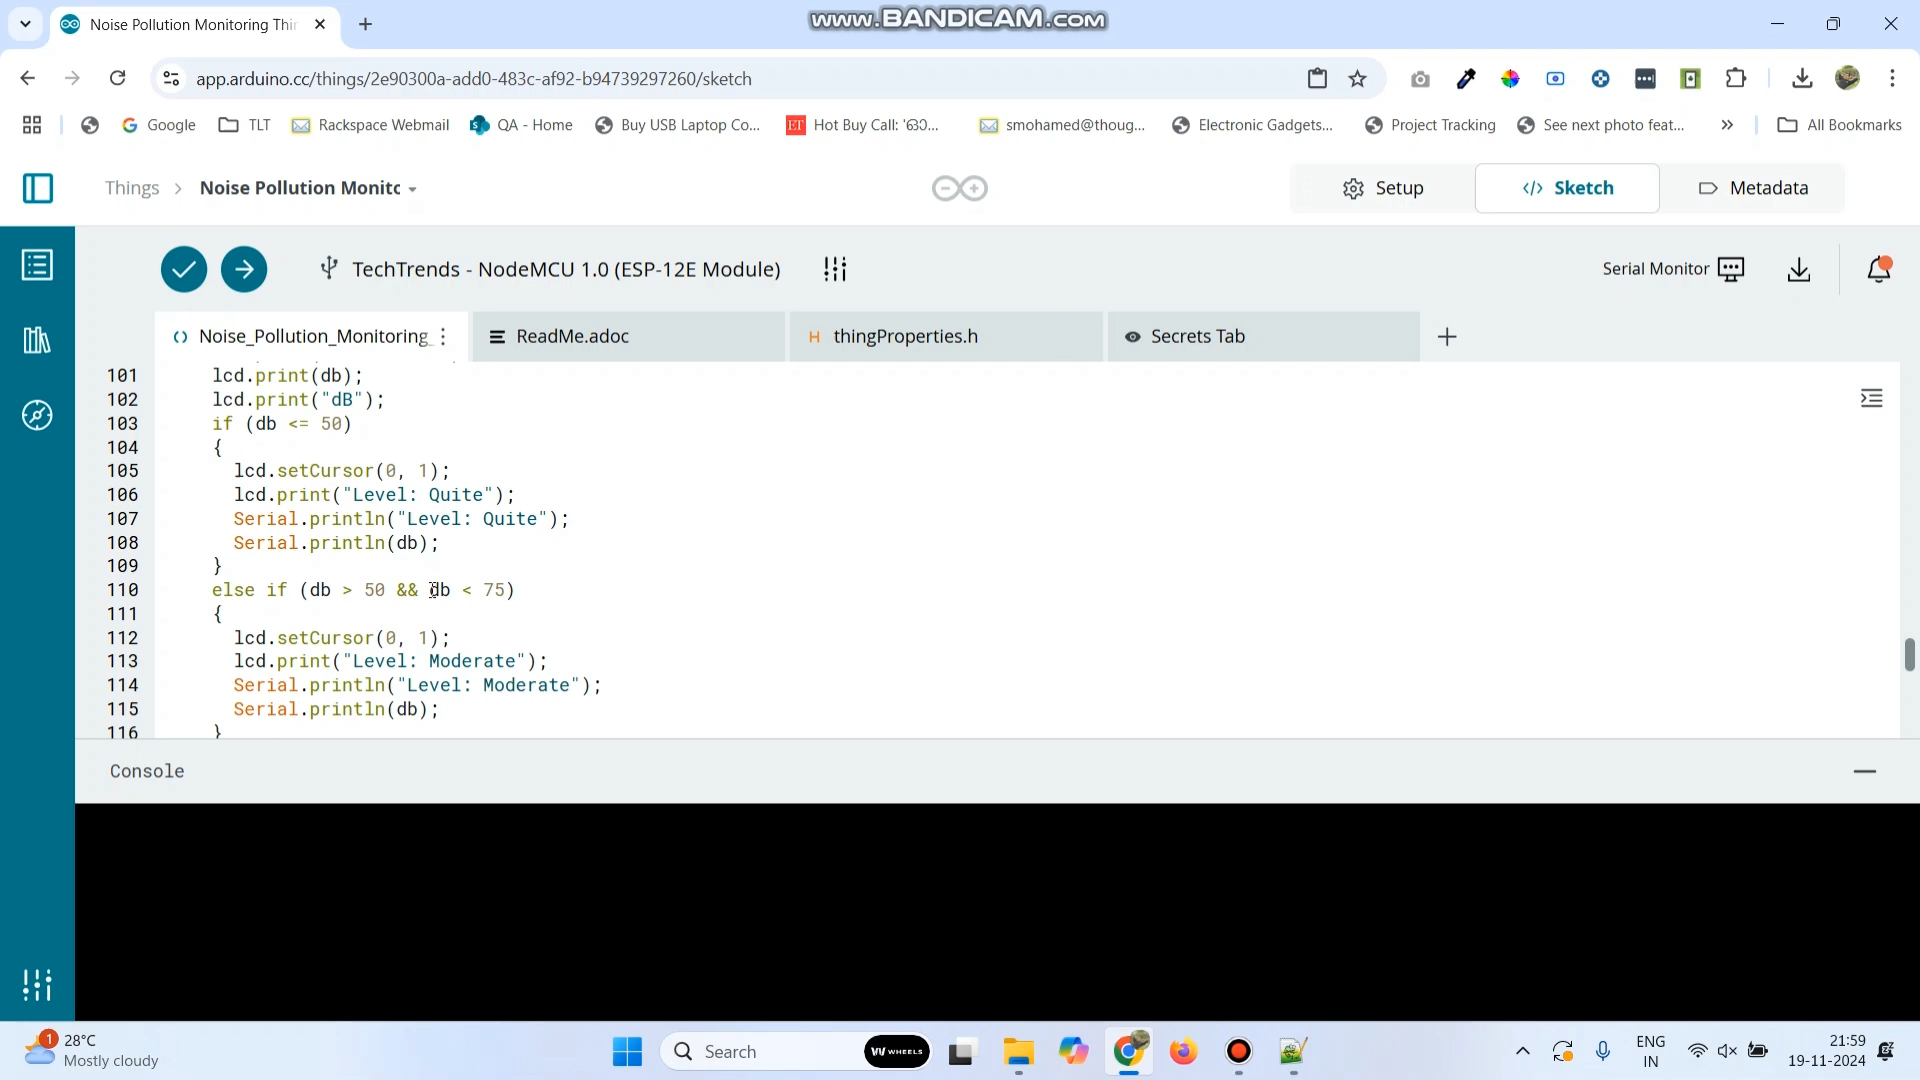 Noise Pollution Monitoring Thin
www.BANDICAM.com
app.arduino.cc/things/2e90300a-add0-483c-af92-b94739297260/sketch
Google
TLT
Rackspace Webmail
QA - Home
Buy USB Laptop Co...
Hot Buy Call: '630...
smohamed@thoug...
Electronic Gadgets...
Project Tracking
See next photo feat...
All Bookmarks
Things > Noise Pollution Monitc
Setup
</> Sketch
Metadata
TechTrends - NodeMCU 1.0 (ESP-12E Module)
Serial Monitor
Noise_Pollution_Monitoring_
ReadMe.adoc
thingProperties.h
Secrets Tab
101 lcd.print(db);
102 lcd.print("dB");
103 if (db <= 50)
104 {
105 lcd.setCursor(0, 1);
106 lcd.print("Level: Quite");
107 Serial.println("Level: Quite");
108 Serial.println(db);
109 }
110 else if (db > 50 && db < 75)
111 {
112 lcd.setCursor(0, 1);
113 lcd.print("Level: Moderate");
114 Serial.println("Level: Moderate");
115 Serial.println(db);
116 }
Console
1
28°C
Mostly cloudy
Search
WHEELS
ENG
IN
21:59
19-11-2024